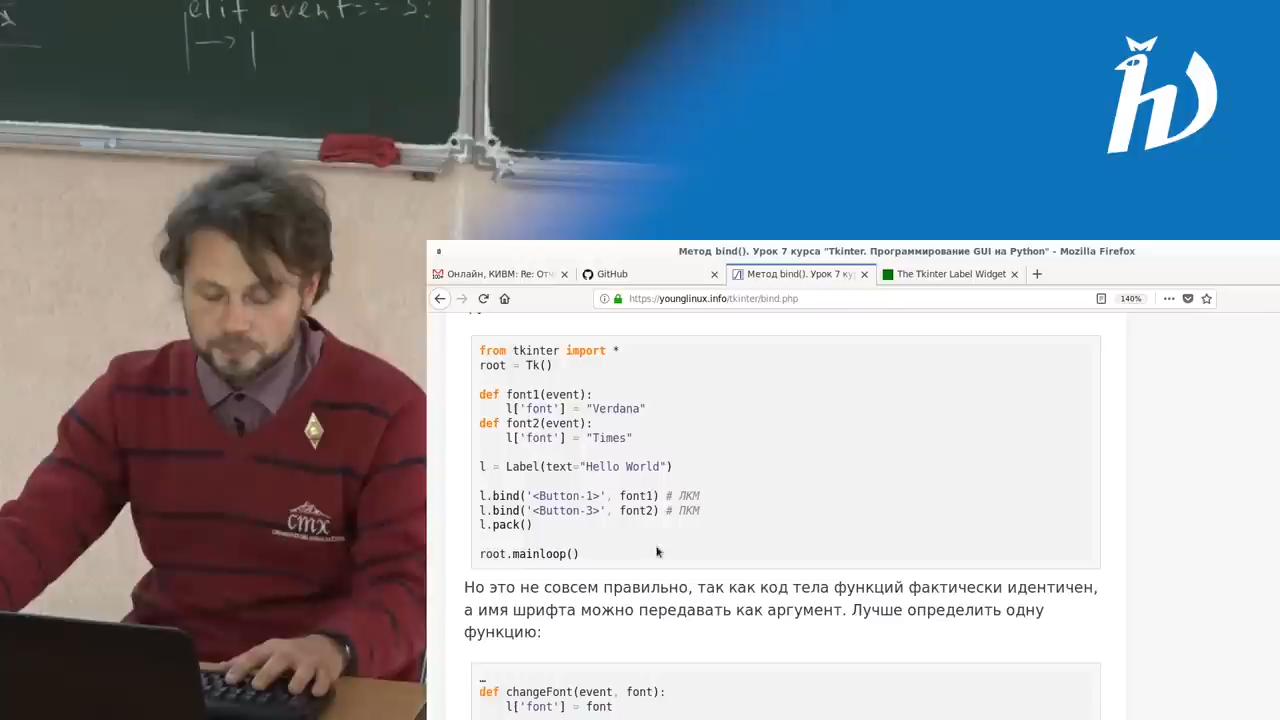 elif event == 3:
Метод bind(). Урок 7 курса "Tkinter. Программирование GUI на Python" - Mozilla Firefox
Онлайн, КИВМ: Re: Отч
GitHub
Метод bind(). Урок 7 кур
The Tkinter Label Widget
https://younglinux.info/tkinter/bind.php
140%
from tkinter import *
root = Tk()
def font1(event):
l['font'] = "Verdana"
def font2(event):
l['font'] = "Times"
l = Label(text="Hello World")
l.bind('<Button-1>', font1) # ЛКМ
l.bind('<Button-3>', font2) # ЛКМ
l.pack()
root.mainloop()
Но это не совсем правильно, так как код тела функций фактически идентичен,
а имя шрифта можно передавать как аргумент. Лучше определить одну
функцию:
…
def changeFont(event, font):
l['font'] = font
стх